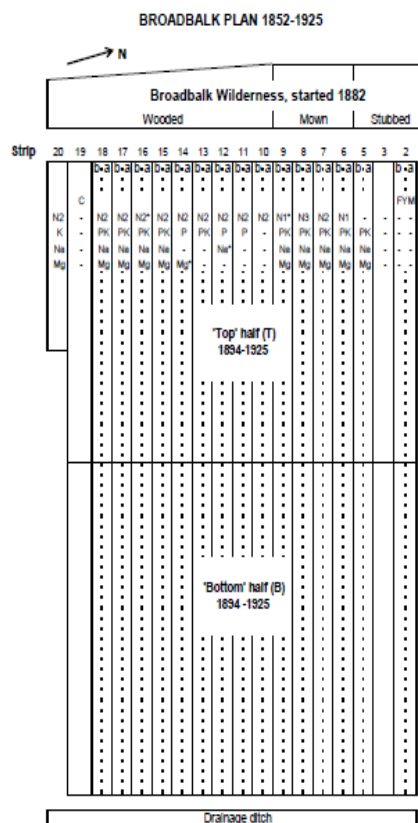 BROADBALK PLAN 1852-1925
N
Broadbalk Wilderness, started 1882
Wooded Mown Stubbed
Strip 20 19 18 17 16 15 14 13 12 11 10 9 8 7 6 5 3 2
b a b a b a b a b a b a b a b a b a b a b a b a b a b a b a
C FYM
N2 - N2 N2 N2* N2 N2 N2 N2 N2 N2 N1* N3 N2 N1 - - -
K - PK PK PK PK P PK P P - PK PK PK PK PK - -
Na - Na Na Na Na - - Na* - - Na Na Na Na Na - -
Mg - Mg Mg Mg Mg Mg* - - - - Mg Mg Mg Mg Mg - -
'Top' half (T)
1894-1925
'Bottom' half (B)
1894 -1925
Drainage ditch